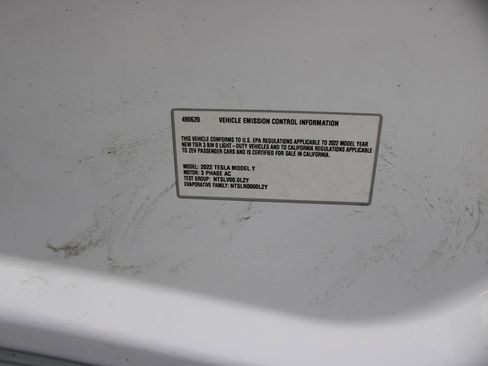 490620 VEHICLE EMISSION CONTROL INFORMATION
THIS VEHICLE CONFORMS TO U.S. EPA REGULATIONS APPLICABLE TO 2022 MODEL YEAR
NEW TIER 3 BIN 0 LIGHT - DUTY VEHICLES AND TO CALIFORNIA REGULATIONS APPLICABLE
TO ZEV PASSENGER CARS AND IS CERTIFIED FOR SALE IN CALIFORNIA.
MODEL: 2022 TESLA MODEL Y
MOTOR: 3 PHASE AC
TEST GROUP: NTSLV00.0L2Y
EVAPORATIVE FAMILY: NTSLR0000L2Y